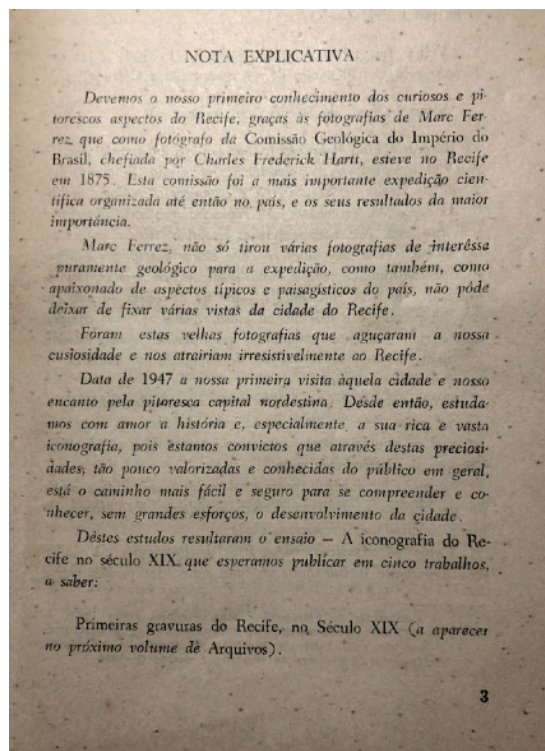 NOTA EXPLICATIVA
Devemos o nosso primeiro conhecimento dos curiosos e pi-
torescos aspectos do Recife, graças às fotografias de Marc Fer-
rez que como fotógrafo da Comissão Geológica do Império do
Brasil, chefiada por Charles Frederick Hartt, esteve no Recife
em 1875. Esta comissão foi a mais importante expedição cien-
tífica organizada até então no país, e os seus resultados da maior
importância.
Marc Ferrez, não só tirou várias fotografias de interêsse
puramente geológico para a expedição, como também, como
apaixonado de aspectos típicos e paisagísticos do país, não pôde
deixar de fixar várias vistas da cidade do Recife.
Foram estas velhas fotografias que aguçaram a nossa
cusiosidade e nos atrairiam irresistivelmente ao Recife.
Data de 1947 a nossa primeira visita àquela cidade e nosso
encanto pela pitoresca capital nordestina. Desde então, estuda-
mos com amor a história e, especialmente, a sua rica e vasta
iconografia, pois estamos convictos que através destas preciosi-
dades, tão pouco valorizadas e conhecidas do público em geral,
está o caminho mais fácil e seguro para se compreender e co-
nhecer, sem grandes esforços, o desenvolvimento da cidade.
Dêstes estudos resultaram o ensaio — A iconografia do Re-
cife no século XIX que esperamos publicar em cinco trabalhos,
a saber:
Primeiras gravuras do Recife, no Século XIX (a aparecer
no próximo volume de Arquivos).
3